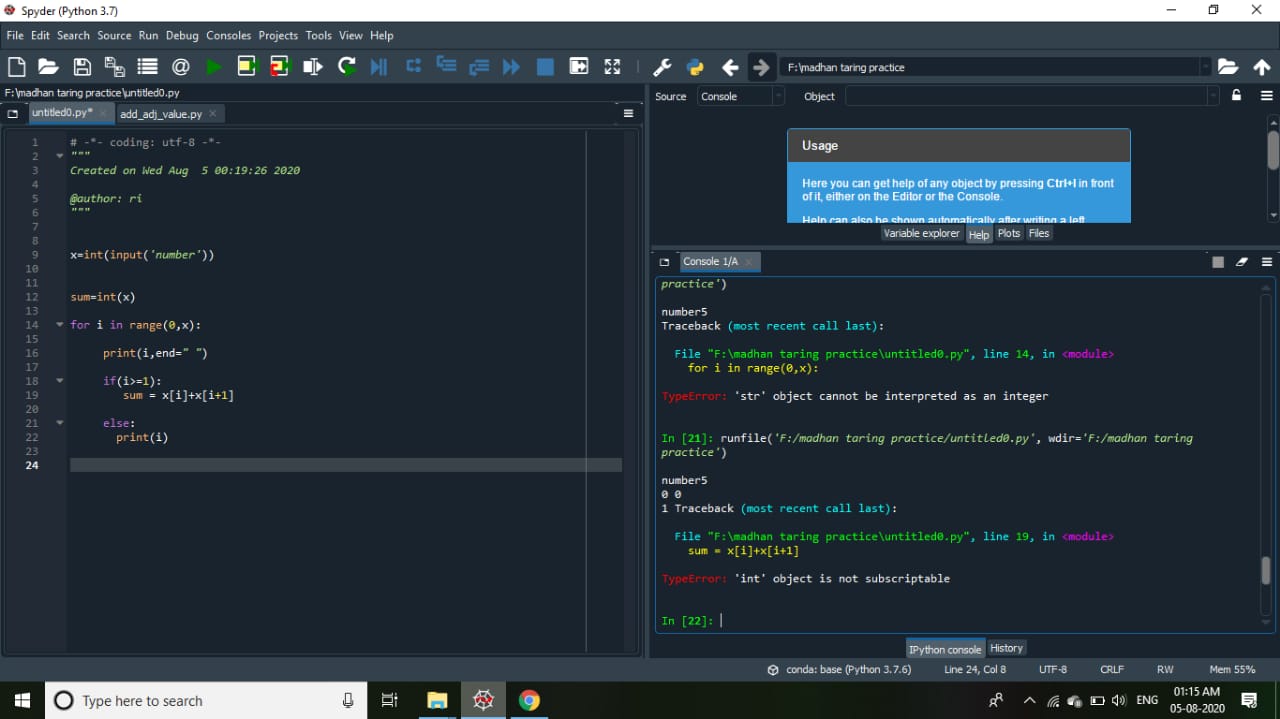 Spyder (Python 3.7)
File Edit Search Source Run Debug Consoles Projects Tools View Help
F:\madhan taring practice
F:\madhan taring practice\untitled0.py
untitled0.py* add_adj_value.py
1 # -*- coding: utf-8 -*-
2 """
3 Created on Wed Aug  5 00:19:26 2020
4
5 @author: ri
6 """
7
8
9 x=int(input('number'))
10
11
12 sum=int(x)
13
14 for i in range(0,x):
15
16 print(i,end=" ")
17
18 if(i>=1):
19 sum = x[i]+x[i+1]
20
21 else:
22 print(i)
23
24
Source Console Object
Usage
Here you can get help of any object by pressing Ctrl+I in front
of it, either on the Editor or the Console.
Help can also be shown automatically after writing a left
Variable explorer Help Plots Files
Console 1/A
practice')
number5
Traceback (most recent call last):
File "F:\madhan taring practice\untitled0.py", line 14, in <module>
for i in range(0,x):
TypeError: 'str' object cannot be interpreted as an integer
In [21]: runfile('F:/madhan taring practice/untitled0.py', wdir='F:/madhan taring
practice')
number5
0 0
1 Traceback (most recent call last):
File "F:\madhan taring practice\untitled0.py", line 19, in <module>
sum = x[i]+x[i+1]
TypeError: 'int' object is not subscriptable
In [22]:
IPython console History
conda: base (Python 3.7.6) Line 24, Col 8 UTF-8 CRLF RW Mem 55%
Type here to search
ENG
01:15 AM
05-08-2020